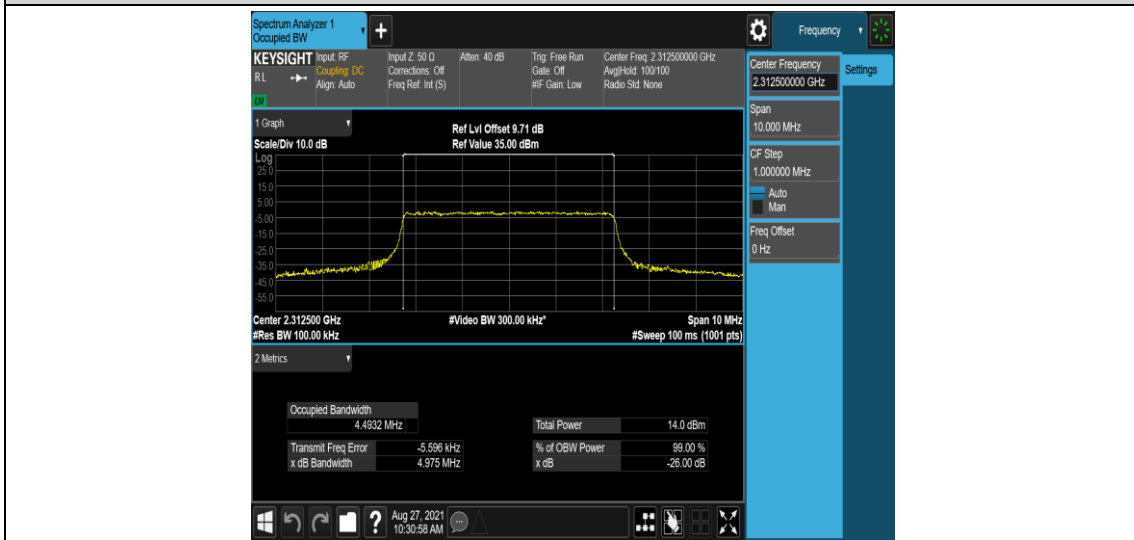 Spectrum Analyzer 1
Occupied BW
+
Frequency
KEYSIGHT
RL
LXI
Input: RF
Coupling: DC
Align: Auto
Input Z: 50 Ω
Corrections: Off
Freq Ref: Int (S)
Atten: 40 dB
Trig: Free Run
Gate: Off
#IF Gain: Low
Center Freq: 2.312500000 GHz
Avg|Hold: 100/100
Radio Std: None
Center Frequency
2.312500000 GHz
Settings
Span
10.000 MHz
CF Step
1.000000 MHz
Auto
Man
Freq Offset
0 Hz
1 Graph
Scale/Div 10.0 dB
Ref Lvl Offset 9.71 dB
Ref Value 35.00 dBm
Log
25.0
15.0
5.00
-5.00
-15.0
-25.0
-35.0
-45.0
-55.0
Center 2.312500 GHz
#Res BW 100.00 kHz
#Video BW 300.00 kHz*
Span 10 MHz
#Sweep 100 ms (1001 pts)
2 Metrics
Occupied Bandwidth
4.4932 MHz
Total Power 14.0 dBm
Transmit Freq Error -5.596 kHz
% of OBW Power 99.00 %
x dB Bandwidth 4.975 MHz
x dB -26.00 dB
?
Aug 27, 2021
10:30:58 AM